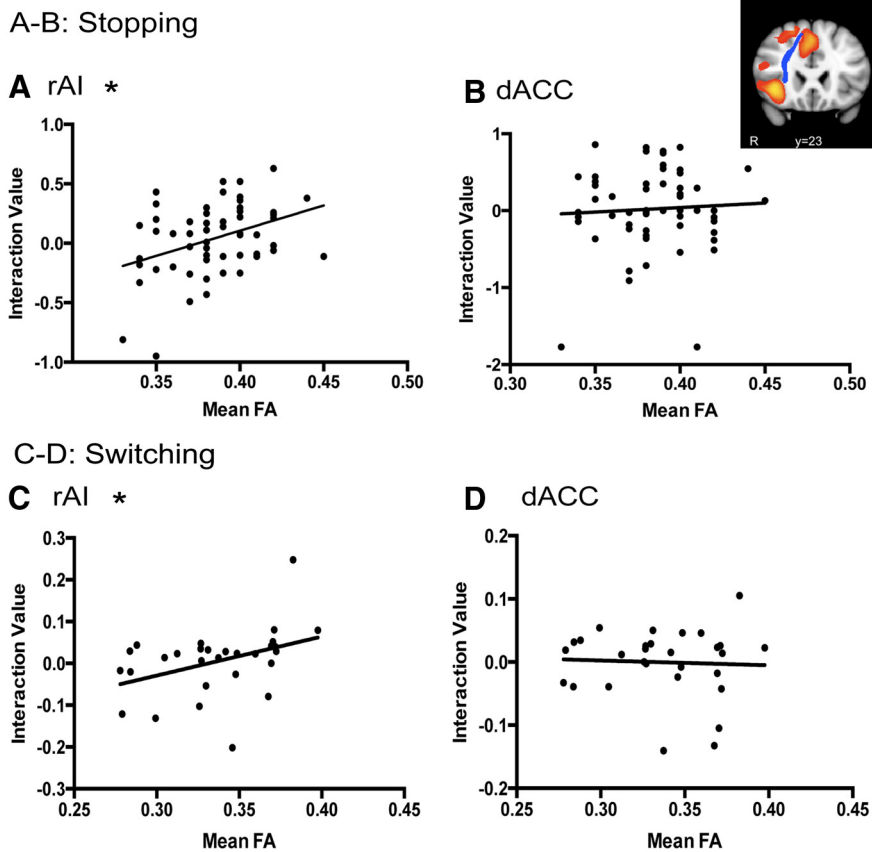 A-B: Stopping
A rAI *
B dACC
R y=23
Interaction Value
1.0
0.5
0.0
-0.5
-1.0
0.35 0.40 0.45 0.50
Mean FA
Interaction Value
1
0
-1
-2
0.30 0.35 0.40 0.45 0.50
Mean FA
C-D: Switching
C rAI *
D dACC
Interaction Value
0.3
0.2
0.1
0.0
-0.1
-0.2
-0.3
0.25 0.30 0.35 0.40 0.45
Mean FA
Interaction Value
0.2
0.1
0.0
-0.1
-0.2
0.25 0.30 0.35 0.40 0.45
Mean FA